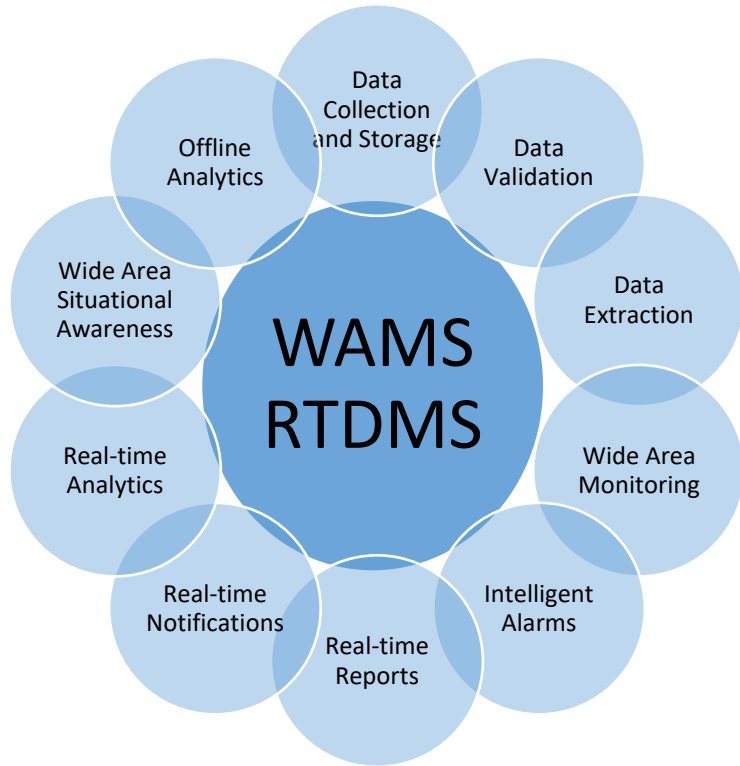 Data
Collection
and Storage
Data
Validation
Data
Extraction
Wide Area
Monitoring
Intelligent
Alarms
Real-time
Reports
Real-time
Notifications
Real-time
Analytics
Wide Area
Situational
Awareness
Offline
Analytics
WAMS
RTDMS